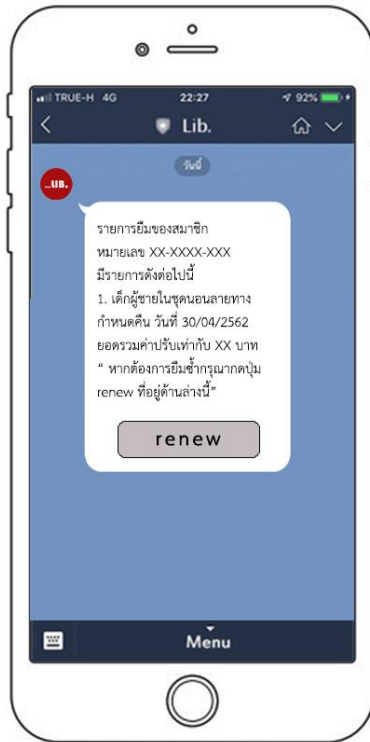 TRUE-H 4G 22:27 92%
Lib.
วันนี้
...LIB.
รายการยืมของสมาชิก
หมายเลข XX-XXXX-XXX
มีรายการดังต่อไปนี้
1. เด็กผู้ชายในชุดนอนลายทาง
กำหนดคืน วันที่ 30/04/2562
ยอดรวมค่าปรับเท่ากับ XX บาท
“ หากต้องการยืมซ้ำกรุณากดปุ่ม
renew ที่อยู่ด้านล่างนี้”
renew
Menu